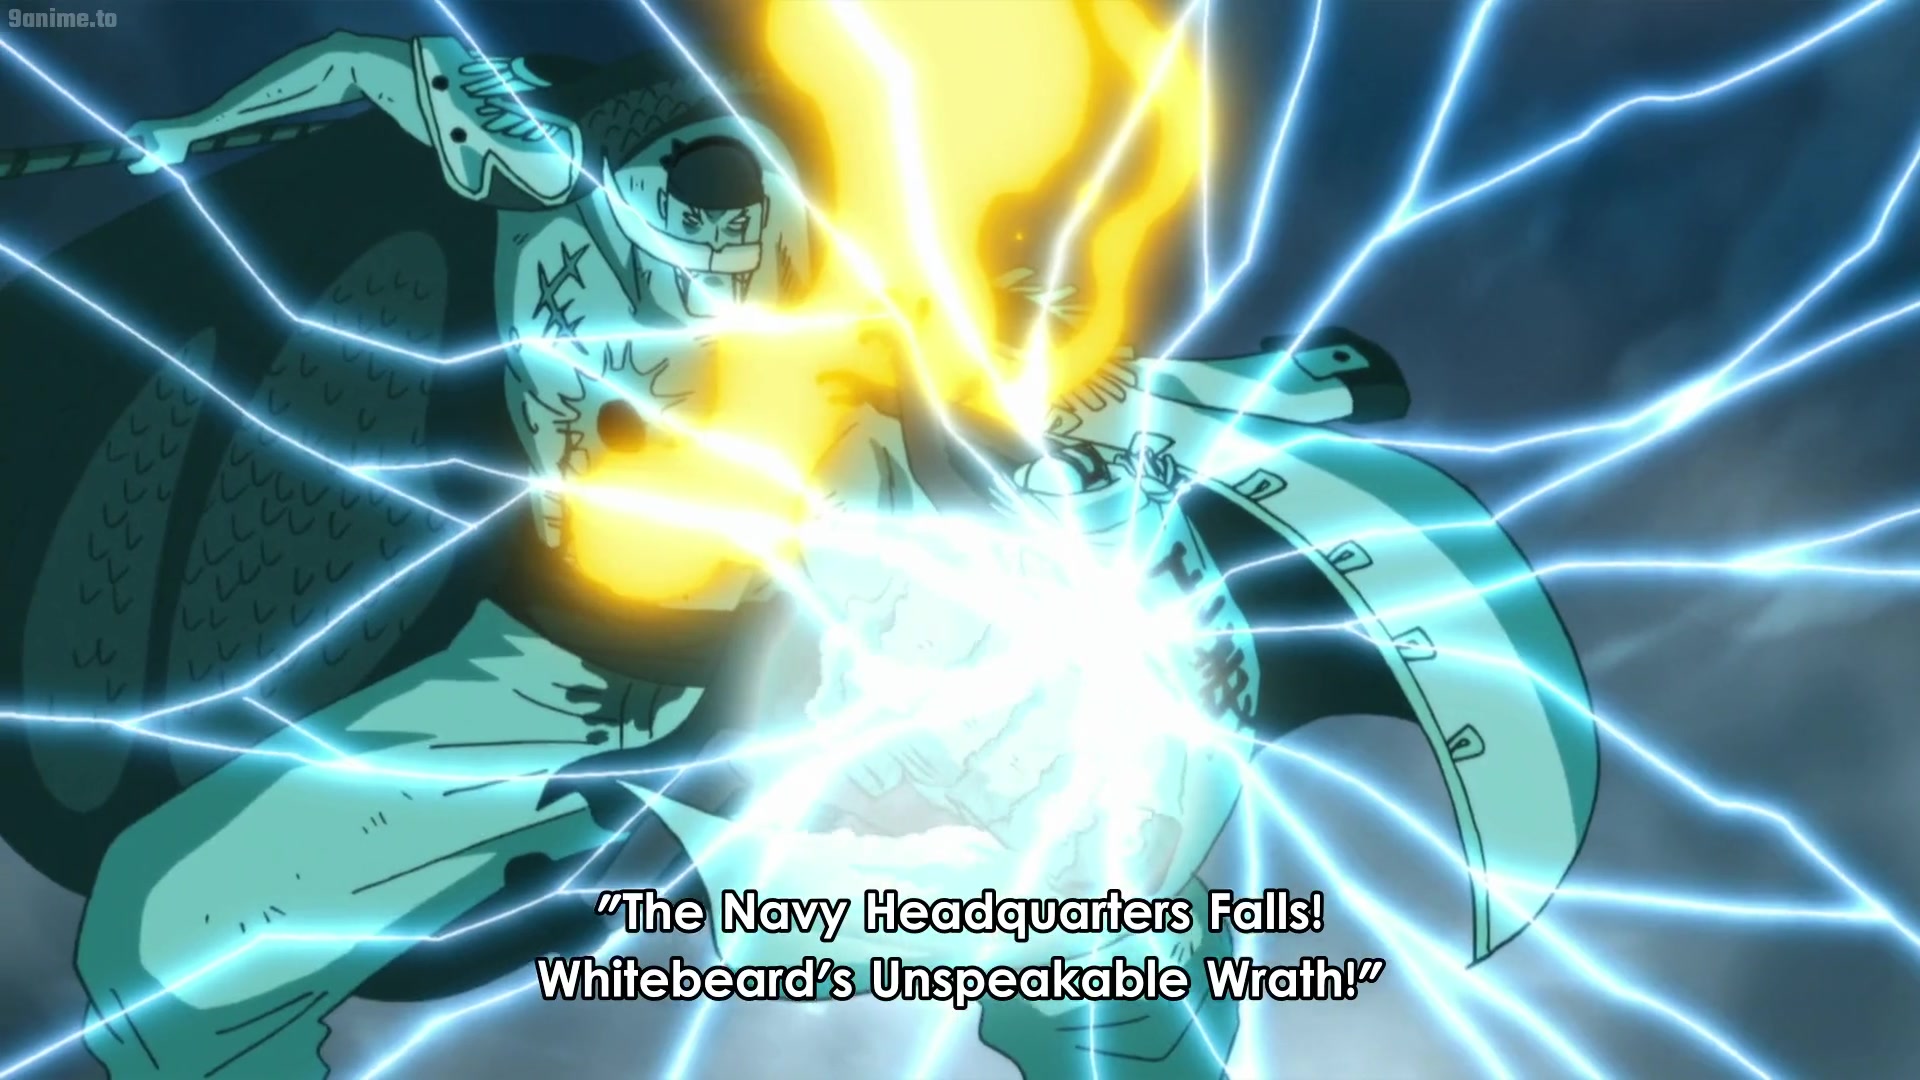 9anime.to
"The Navy Headquarters Falls!
Whitebeard's Unspeakable Wrath!"